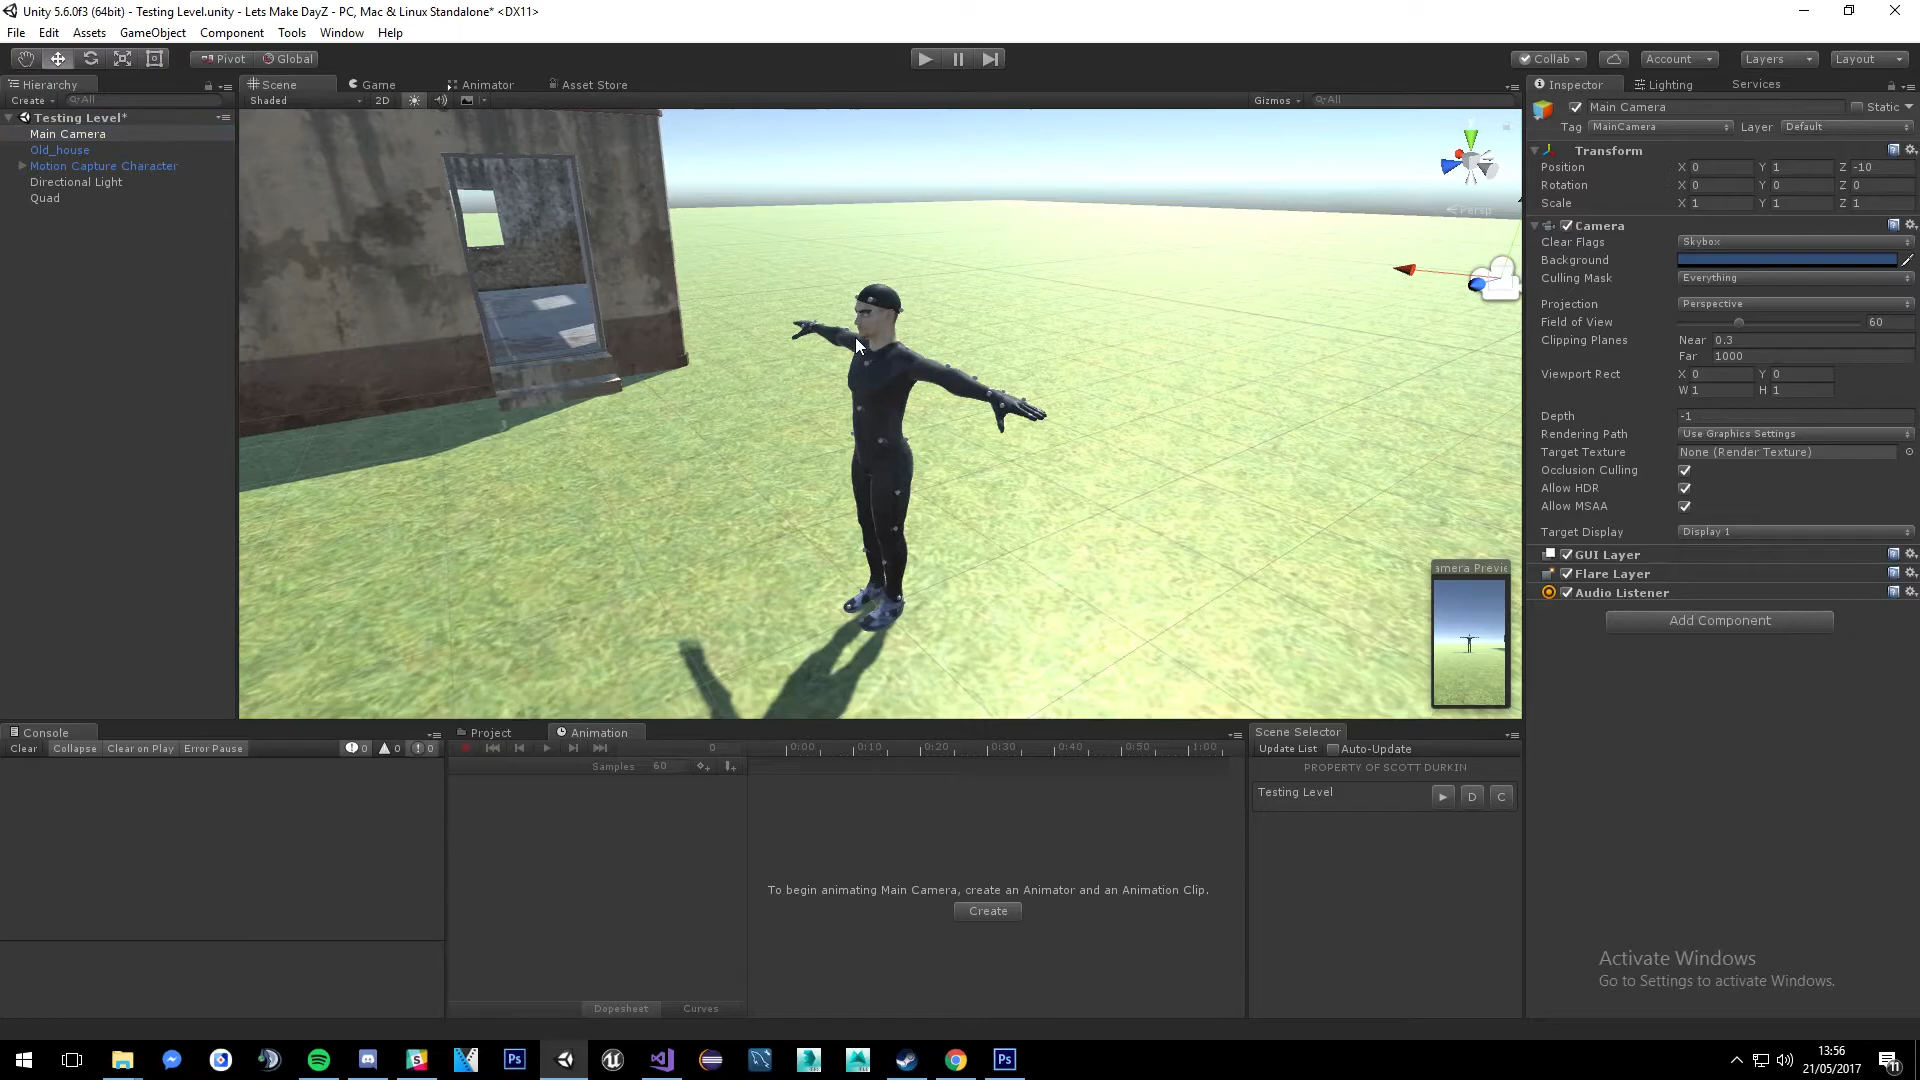 Unity 5.6.0f3 (64bit) - Testing Level.unity - Lets Make DayZ - PC, Mac & Linux Standalone* <DX11>
File Edit Assets GameObject Component Tools Window Help
Pivot Global Collab Account Layers Layout
Hierarchy Scene Game Animator Asset Store Inspector Lighting Services
Create All Shaded 2D Gizmos All
Main Camera Static
Testing Level*
Tag MainCamera Layer Default
Main Camera
Old_house
Motion Capture Character
Directional Light
Quad
Transform
Position X 0 Y 1 Z -10
Rotation X 0 Y 0 Z 0
Scale X 1 Y 1 Z 1
Persp
Camera
Clear Flags Skybox
Background
Culling Mask Everything
Projection Perspective
Field of View 60
Clipping Planes Near 0.3
Far 1000
Viewport Rect X 0 Y 0
W 1 H 1
Depth -1
Rendering Path Use Graphics Settings
Target Texture None (Render Texture)
Occlusion Culling
Allow HDR
Allow MSAA
Target Display Display 1
GUI Layer
Flare Layer
Audio Listener
Add Component
amera Previe
Console Project Animation Scene Selector
Clear Collapse Clear on Play Error Pause 0 0 0
0 0:00 0:10 0:20 0:30 0:40 0:50 1:00
Update List Auto-Update
Samples 60
PROPERTY OF SCOTT DURKIN
Testing Level D C
To begin animating Main Camera, create an Animator and an Animation Clip.
Create
Dopesheet Curves
Activate Windows
Go to Settings to activate Windows.
Ps Ps
13:56
21/05/2017
11